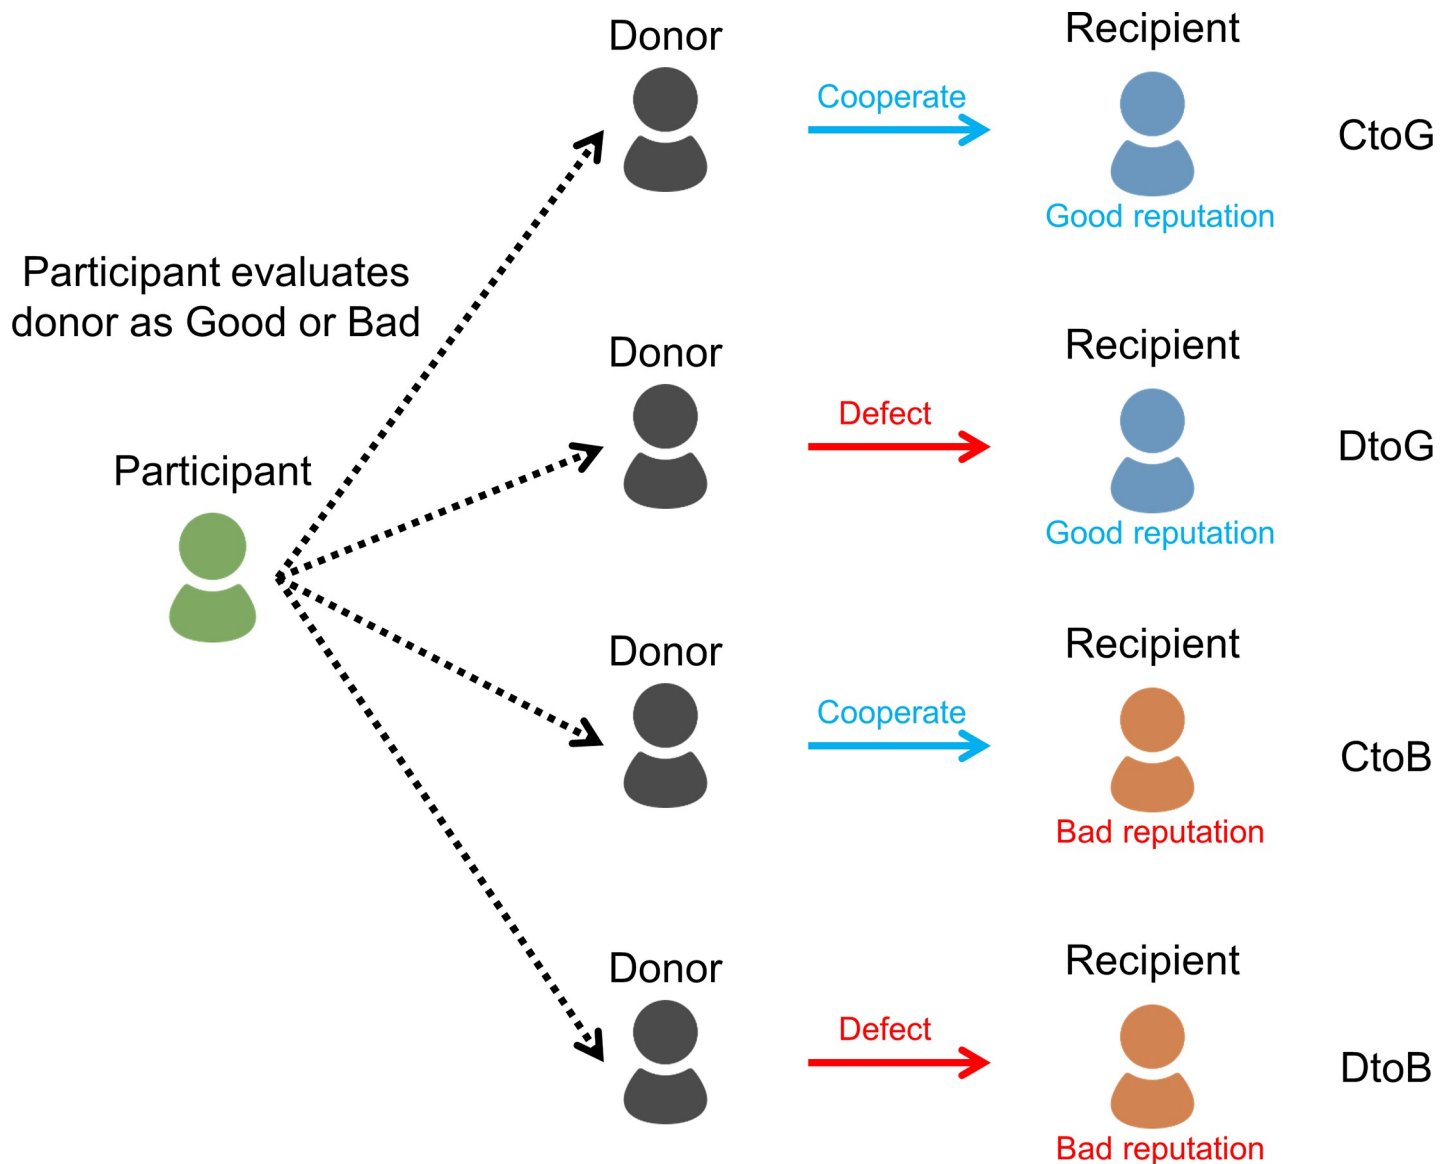 Donor
Recipient
Cooperate
CtoG
Good reputation
Participant evaluates
donor as Good or Bad
Donor
Recipient
Defect
DtoG
Good reputation
Participant
Donor
Recipient
Cooperate
CtoB
Bad reputation
Donor
Recipient
Defect
DtoB
Bad reputation